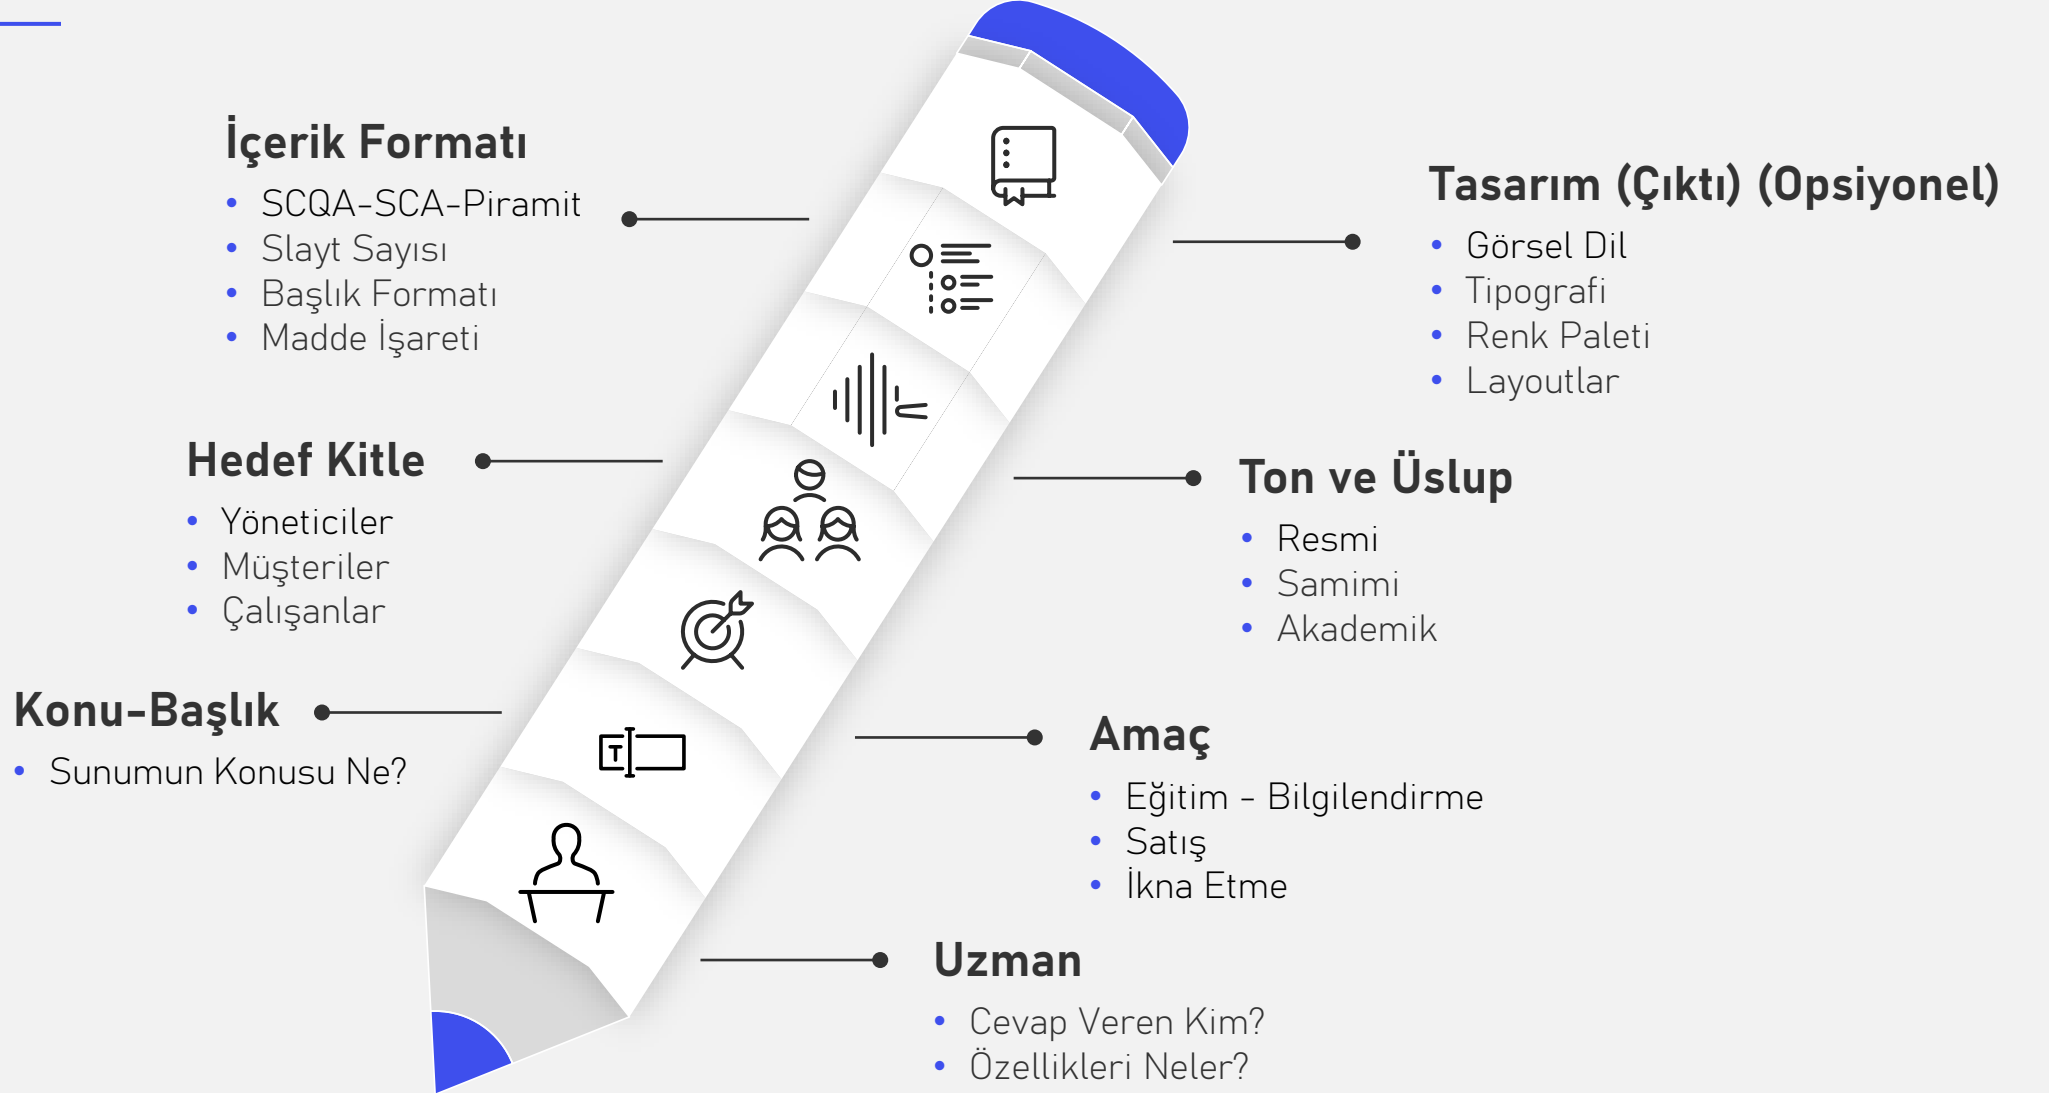 İçerik Formatı
SCQA-SCA-Piramit
Slayt Sayısı
Başlık Formatı
Madde İşareti
Tasarım (Çıktı) (Opsiyonel)
Görsel Dil
Tipografi
Renk Paleti
Layoutlar
Hedef Kitle
Yöneticiler
Müşteriler
Çalışanlar
Ton ve Üslup
Resmi
Samimi
Akademik
Konu-Başlık
Sunumun Konusu Ne?
T
Amaç
Eğitim - Bilgilendirme
Satış
İkna Etme
Uzman
Cevap Veren Kim?
Özellikleri Neler?